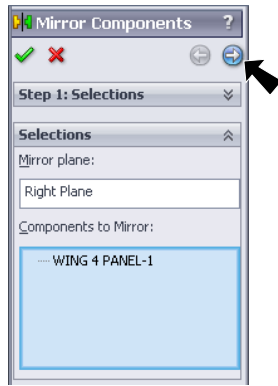 Mirror Components ?
Step 1: Selections
Selections
Mirror plane:
Right Plane
Components to Mirror:
WING 4 PANEL-1